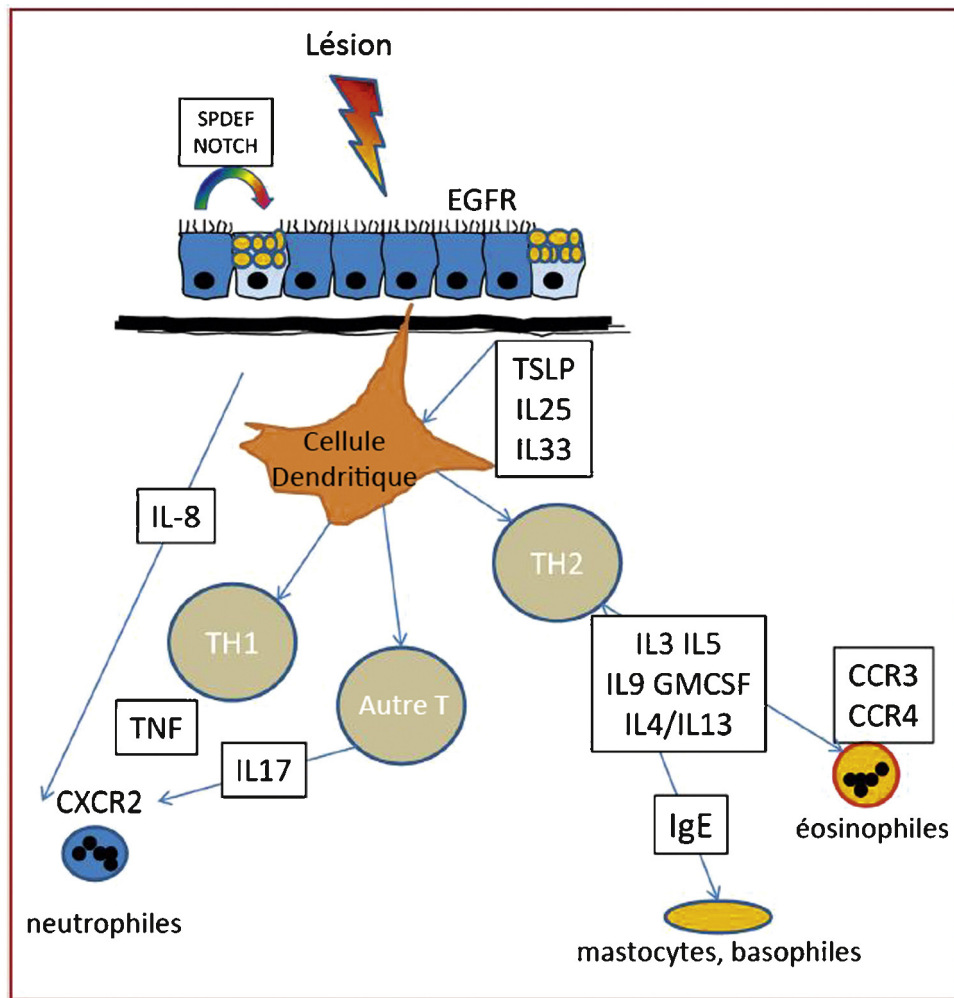 Lésion
SPDEF
NOTCH
EGFR
TSLP
IL25
IL33
Cellule
Dendritique
IL-8
TH2
TH1
IL3 IL5
IL9 GMCSF
IL4/IL13
CCR3
CCR4
Autre T
TNF
IL17
CXCR2
IgE
éosinophiles
neutrophiles
mastocytes, basophiles